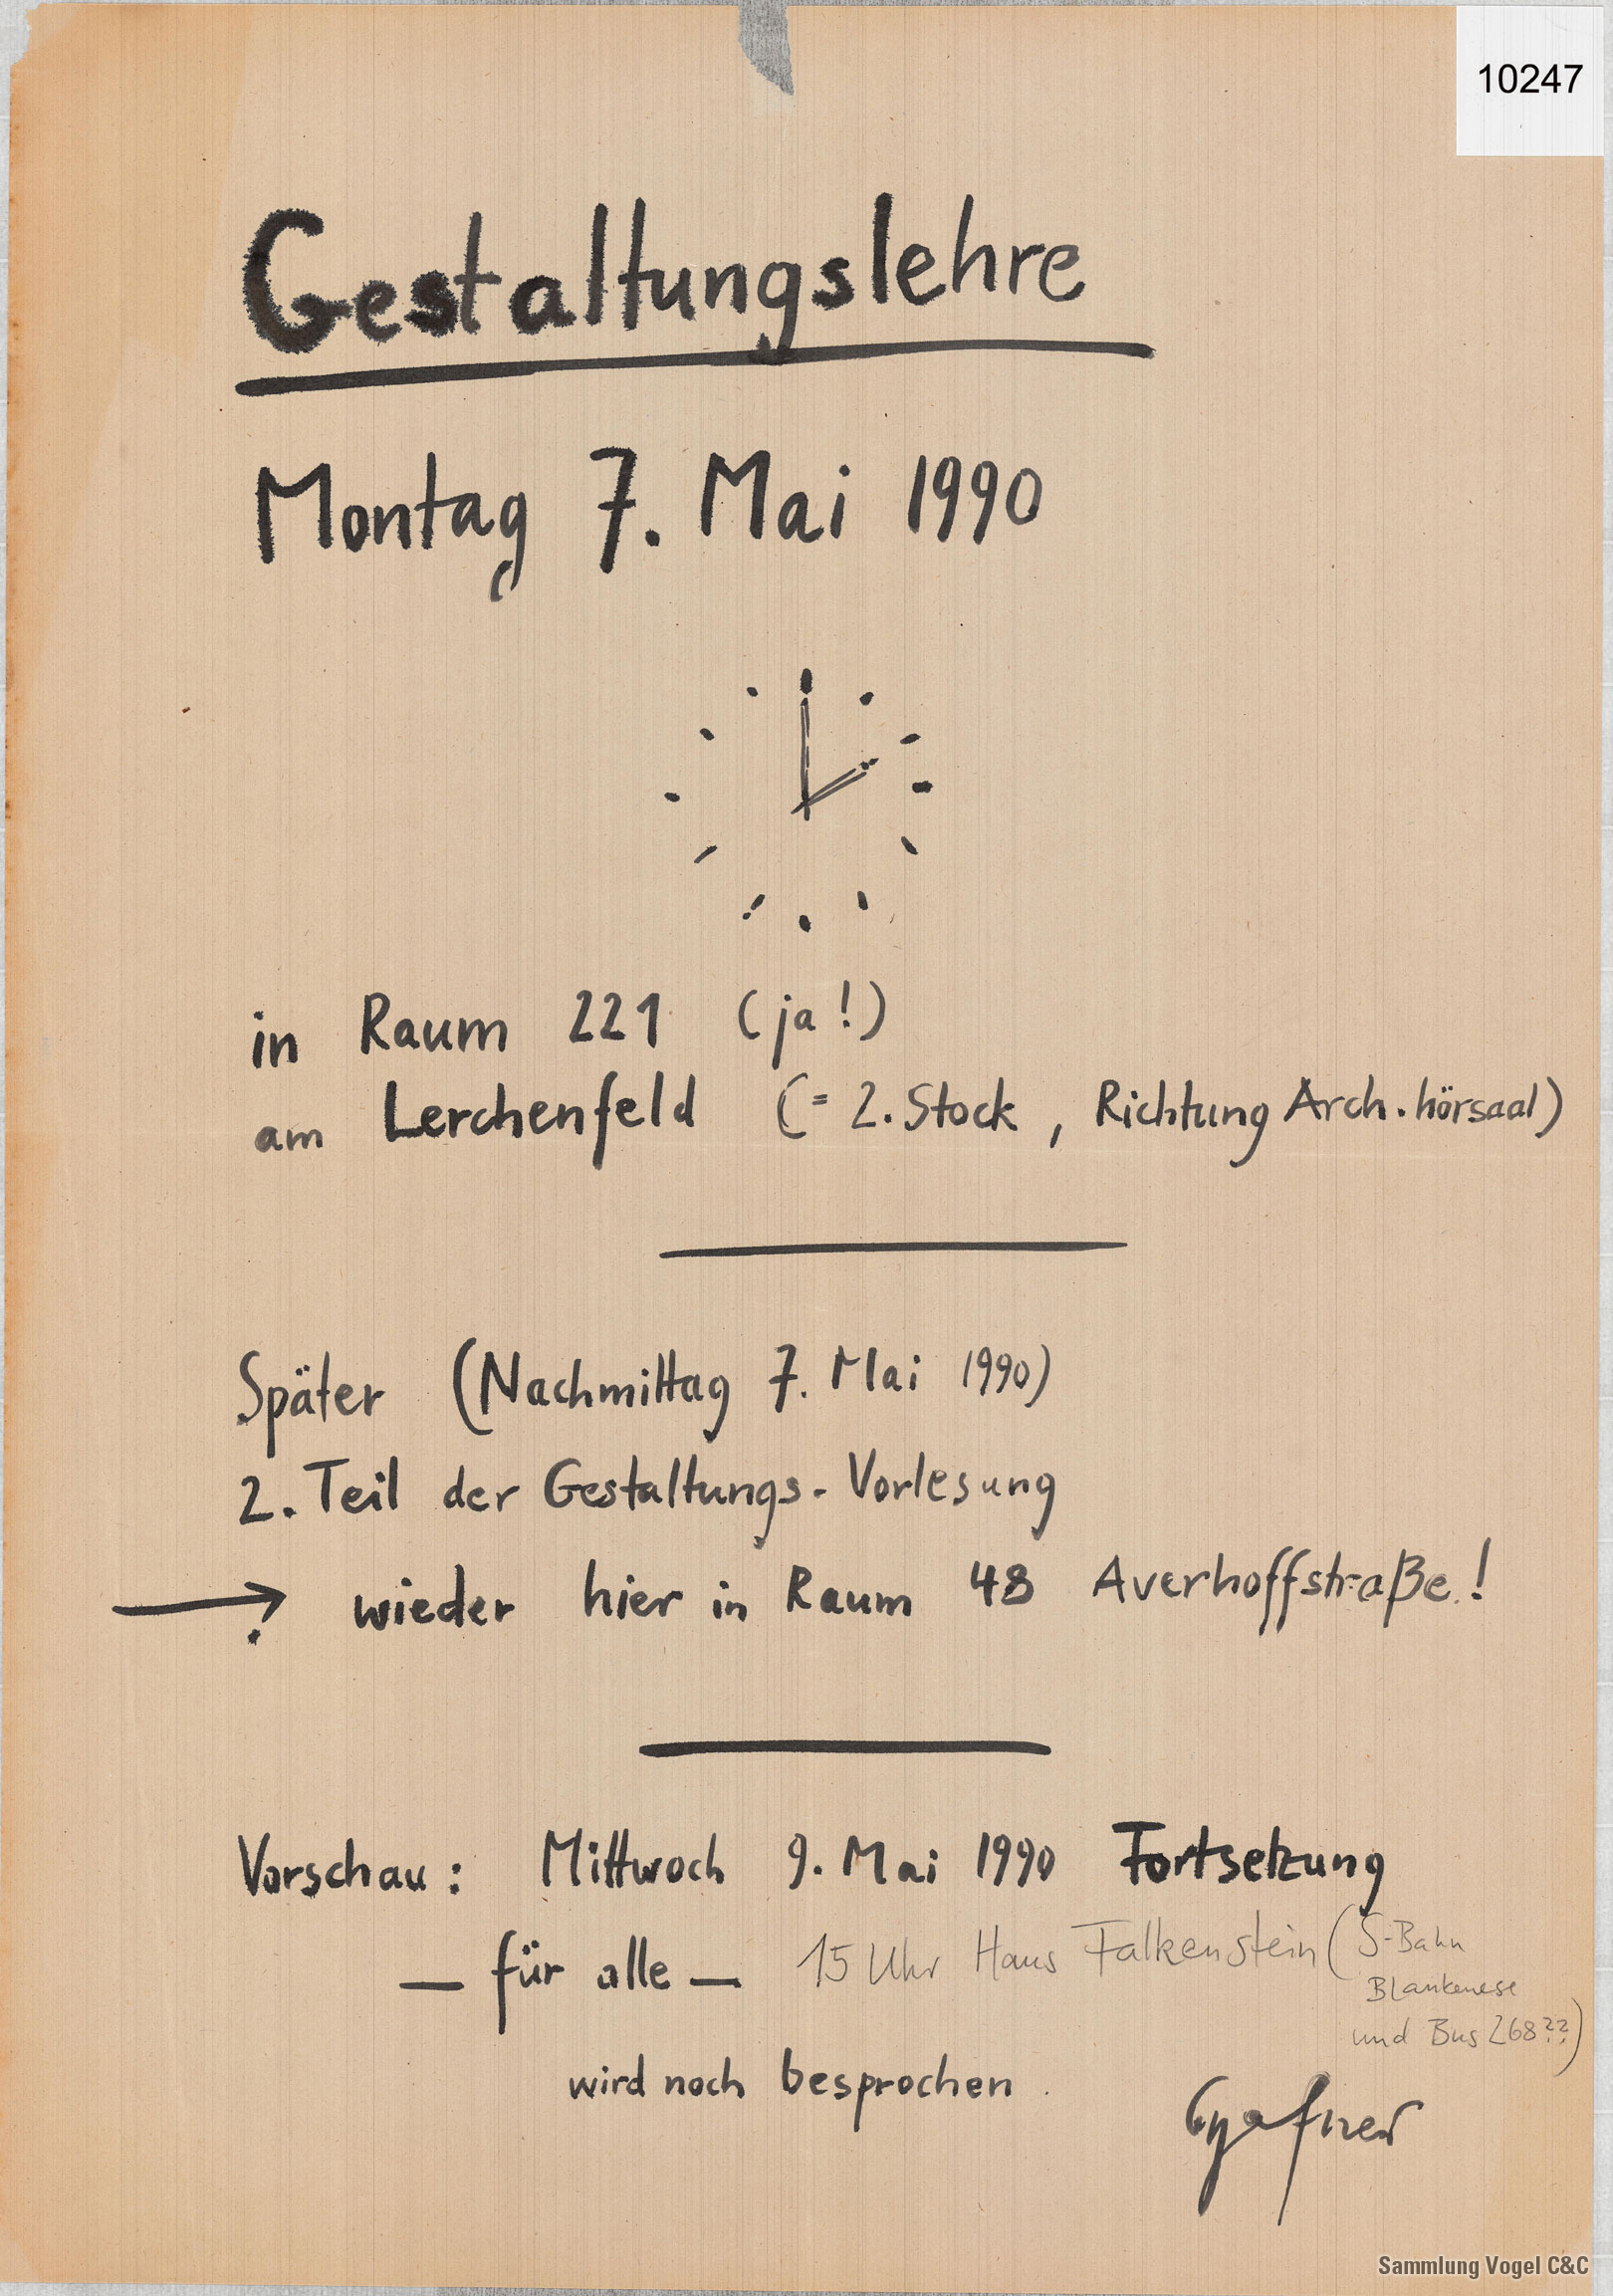 10247
Gestaltungslehre
Montag 7. Mai 1990
in Raum 221 (ja!)
am Lerchenfeld (= 2. Stock, Richtung Arch.hörsaal)
Später (Nachmittag 7. Mai 1990)
2. Teil der Gestaltungs-Vorlesung
→ wieder hier in Raum 48 Averhoffstraße!
Vorschau: Mittwoch 9. Mai 1990 Fortsetzung
— für alle — 15 Uhr Haus Falkenstein (S-Bahn
Blankenese
und Bus 268??)
wird noch besprochen.
Sammlung Vogel C&C